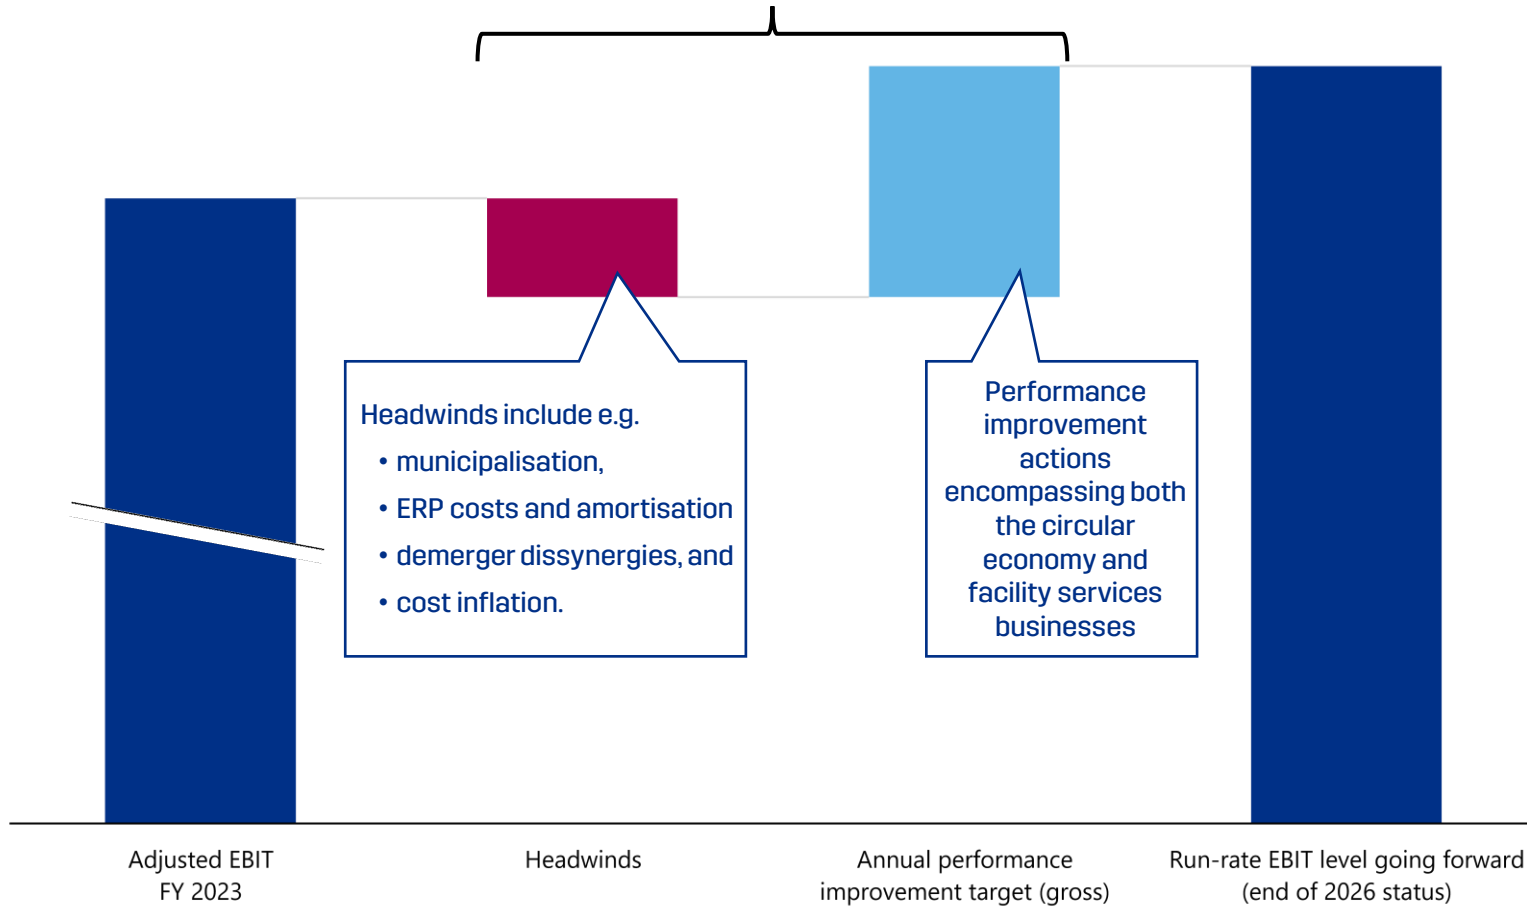 Headwinds include e.g.
• municipalisation,
• ERP costs and amortisation
• demerger dissynergies, and
• cost inflation.
Performance
improvement
actions
encompassing both
the circular
economy and
facility services
businesses
Adjusted EBIT
FY 2023
Headwinds
Annual performance
improvement target (gross)
Run-rate EBIT level going forward
(end of 2026 status)